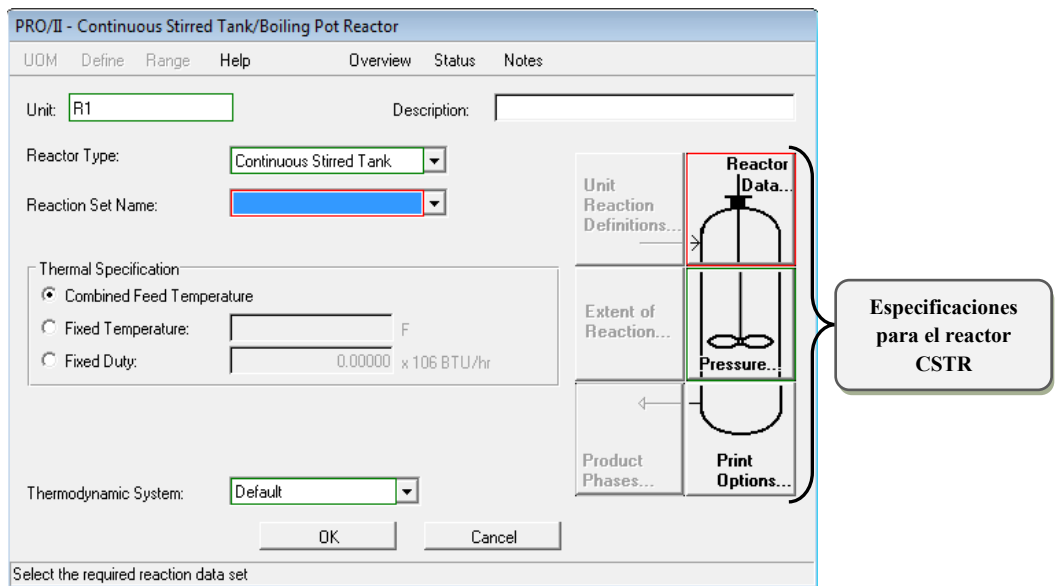 PRO/II - Continuous Stirred Tank/Boiling Pot Reactor
UOM Define Range Help Overview Status Notes
Unit: R1 Description:
Reactor Type: Continuous Stirred Tank
Reaction Set Name:
Thermal Specification
Combined Feed Temperature
Fixed Temperature: F
Fixed Duty: 0.00000 x 106 BTU/hr
Thermodynamic System: Default
OK Cancel
Select the required reaction data set
Unit
Reaction
Definitions...
Reactor
Data...
Extent of
Reaction...
Pressure...
Product
Phases...
Print
Options...
Especificaciones
para el reactor
CSTR